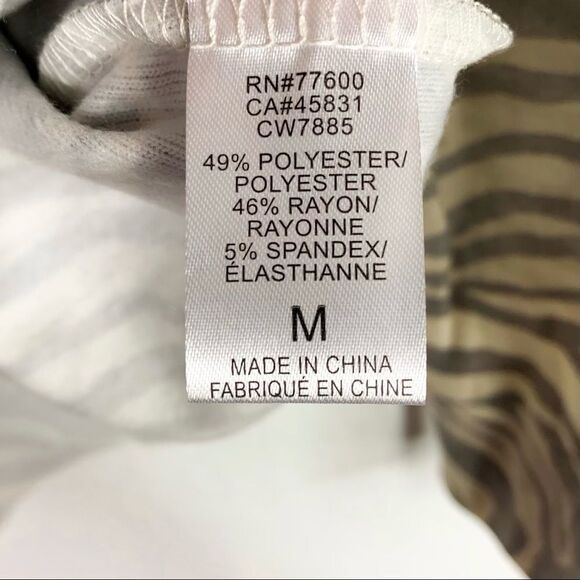 RN#77600
CA#45831
CW7885
49% POLYESTER/
POLYESTER
46% RAYON/
RAYONNE
5% SPANDEX/
ÉLASTHANNE
M
MADE IN CHINA
FABRIQUÉ EN CHINE